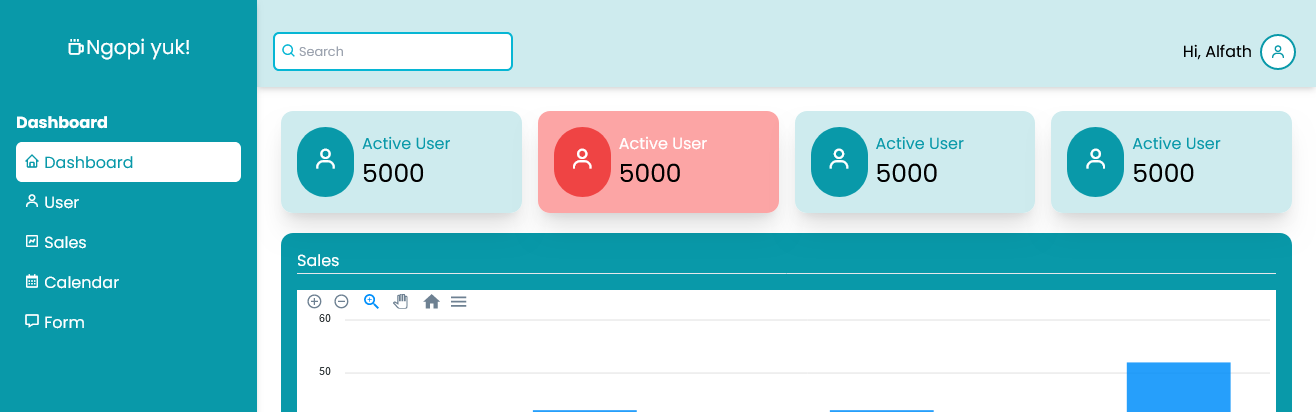 Ngopi yuk!
Dashboard
Dashboard
User
Sales
Calendar
Form
Search
Hi, Alfath
Active User
5000
Active User
5000
Active User
5000
Active User
5000
Sales
60
50